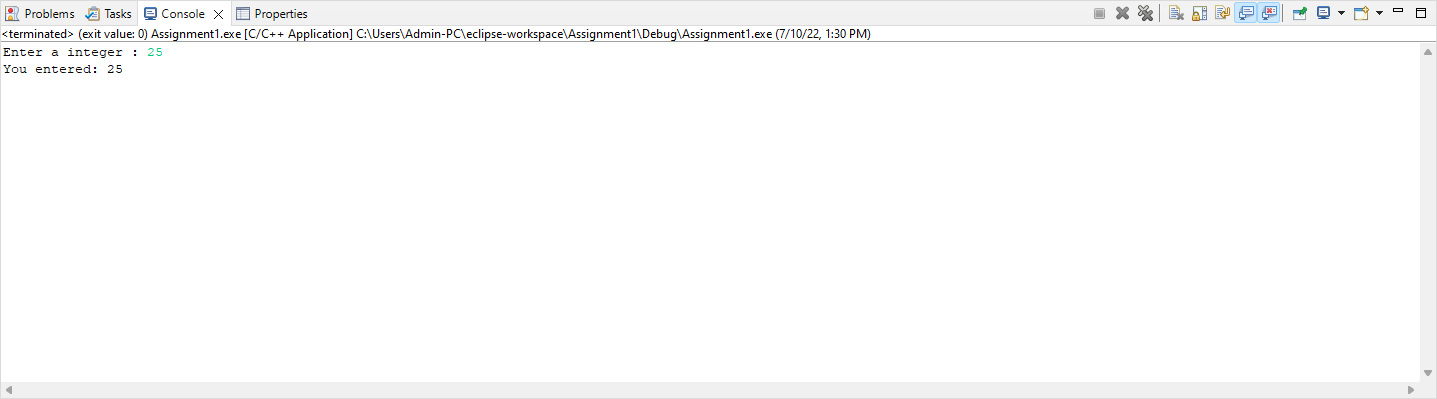 Problems Tasks Console Properties
<terminated> (exit value: 0) Assignment1.exe [C/C++ Application] C:\Users\Admin-PC\eclipse-workspace\Assignment1\Debug\Assignment1.exe (7/10/22, 1:30 PM)
Enter a integer : 25
You entered: 25